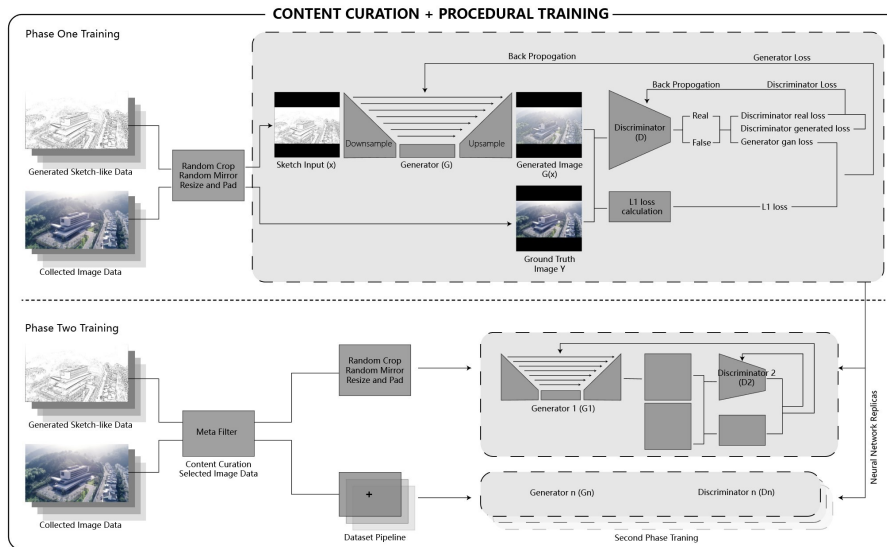 CONTENT CURATION + PROCEDURAL TRAINING
Phase One Training
Back Propogation
Generator Loss
Back Propogation
Discriminator Loss
Generated Sketch-like Data
Collected Image Data
Random Crop
Random Mirror
Resize and Pad
Sketch Input (x)
Downsample
Generator (G)
Upsample
Generated Image
G(x)
Discriminator
(D)
Real
False
Discriminator real loss
Discriminator generated loss
Generator gan loss
L1 loss
calculation
L1 loss
Ground Truth
Image Y
Phase Two Training
Generated Sketch-like Data
Collected Image Data
Meta Filter
Content Curation
Selected Image Data
Random Crop
Random Mirror
Resize and Pad
+
Dataset Pipeline
Generator 1 (G1)
Discriminator 2
(D2)
Generator n (Gn)
Discriminator n (Dn)
Second Phase Traning
Neural Network Replicas